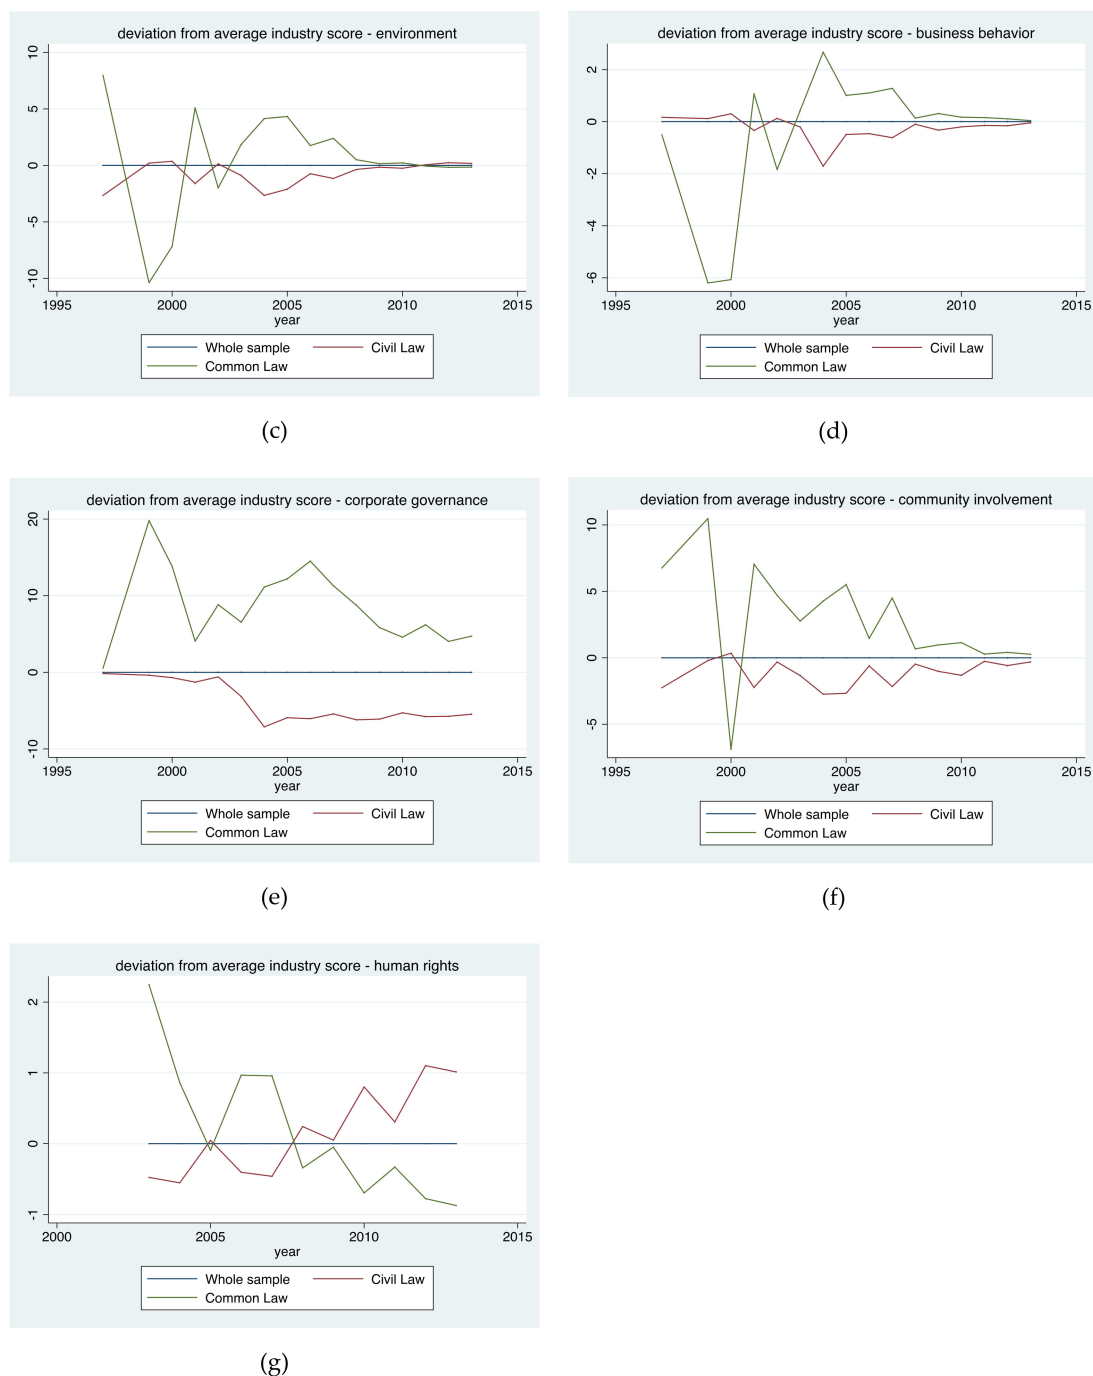 deviation from average industry score - environment
10
5
0
-5
-10
1995 2000 2005 2010 2015
year
Whole sample Civil Law
Common Law
(c)
deviation from average industry score - business behavior
2
0
-2
-4
-6
1995 2000 2005 2010 2015
year
Whole sample Civil Law
Common Law
(d)
deviation from average industry score - corporate governance
20
10
0
-10
1995 2000 2005 2010 2015
year
Whole sample Civil Law
Common Law
(e)
deviation from average industry score - community involvement
10
5
0
-5
1995 2000 2005 2010 2015
year
Whole sample Civil Law
Common Law
(f)
deviation from average industry score - human rights
2
1
0
-1
2000 2005 2010 2015
year
Whole sample Civil Law
Common Law
(g)